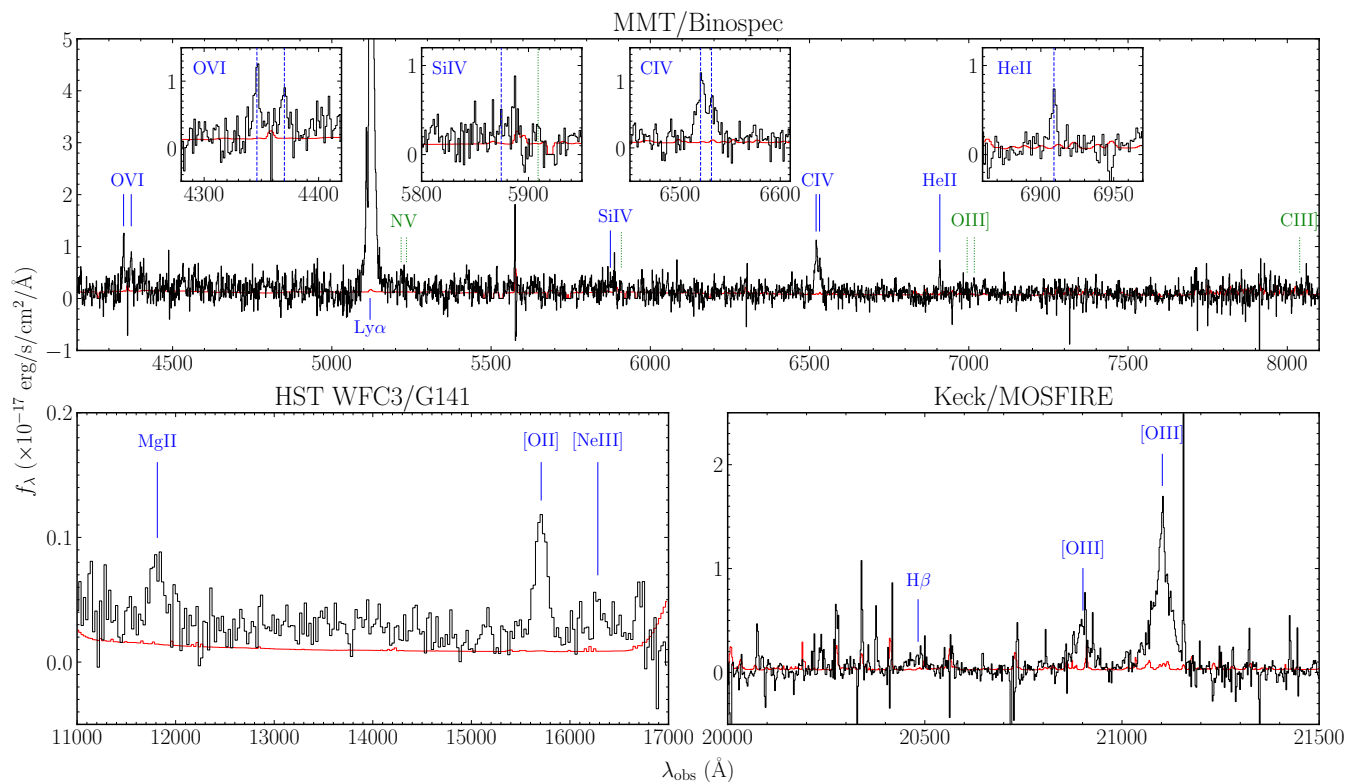 MMT/Binospec
5
4
3
2
1
0
−1
OVI
1
0
4300
4400
SiIV
1
0
5800
5900
CIV
1
0
6500
6600
HeII
1
0
6900
6950
OVI
Lyα
NV
SiIV
CIV
HeII
OIII]
CIII]
4500
5000
5500
6000
6500
7000
7500
8000
fλ (×10−17 erg/s/cm2/Å)
HST WFC3/G141
0.2
0.1
0.0
MgII
[OII]
[NeIII]
11000
12000
13000
14000
15000
16000
17000
Keck/MOSFIRE
2
1
0
Hβ
[OIII]
[OIII]
20000
20500
21000
21500
λobs (Å)